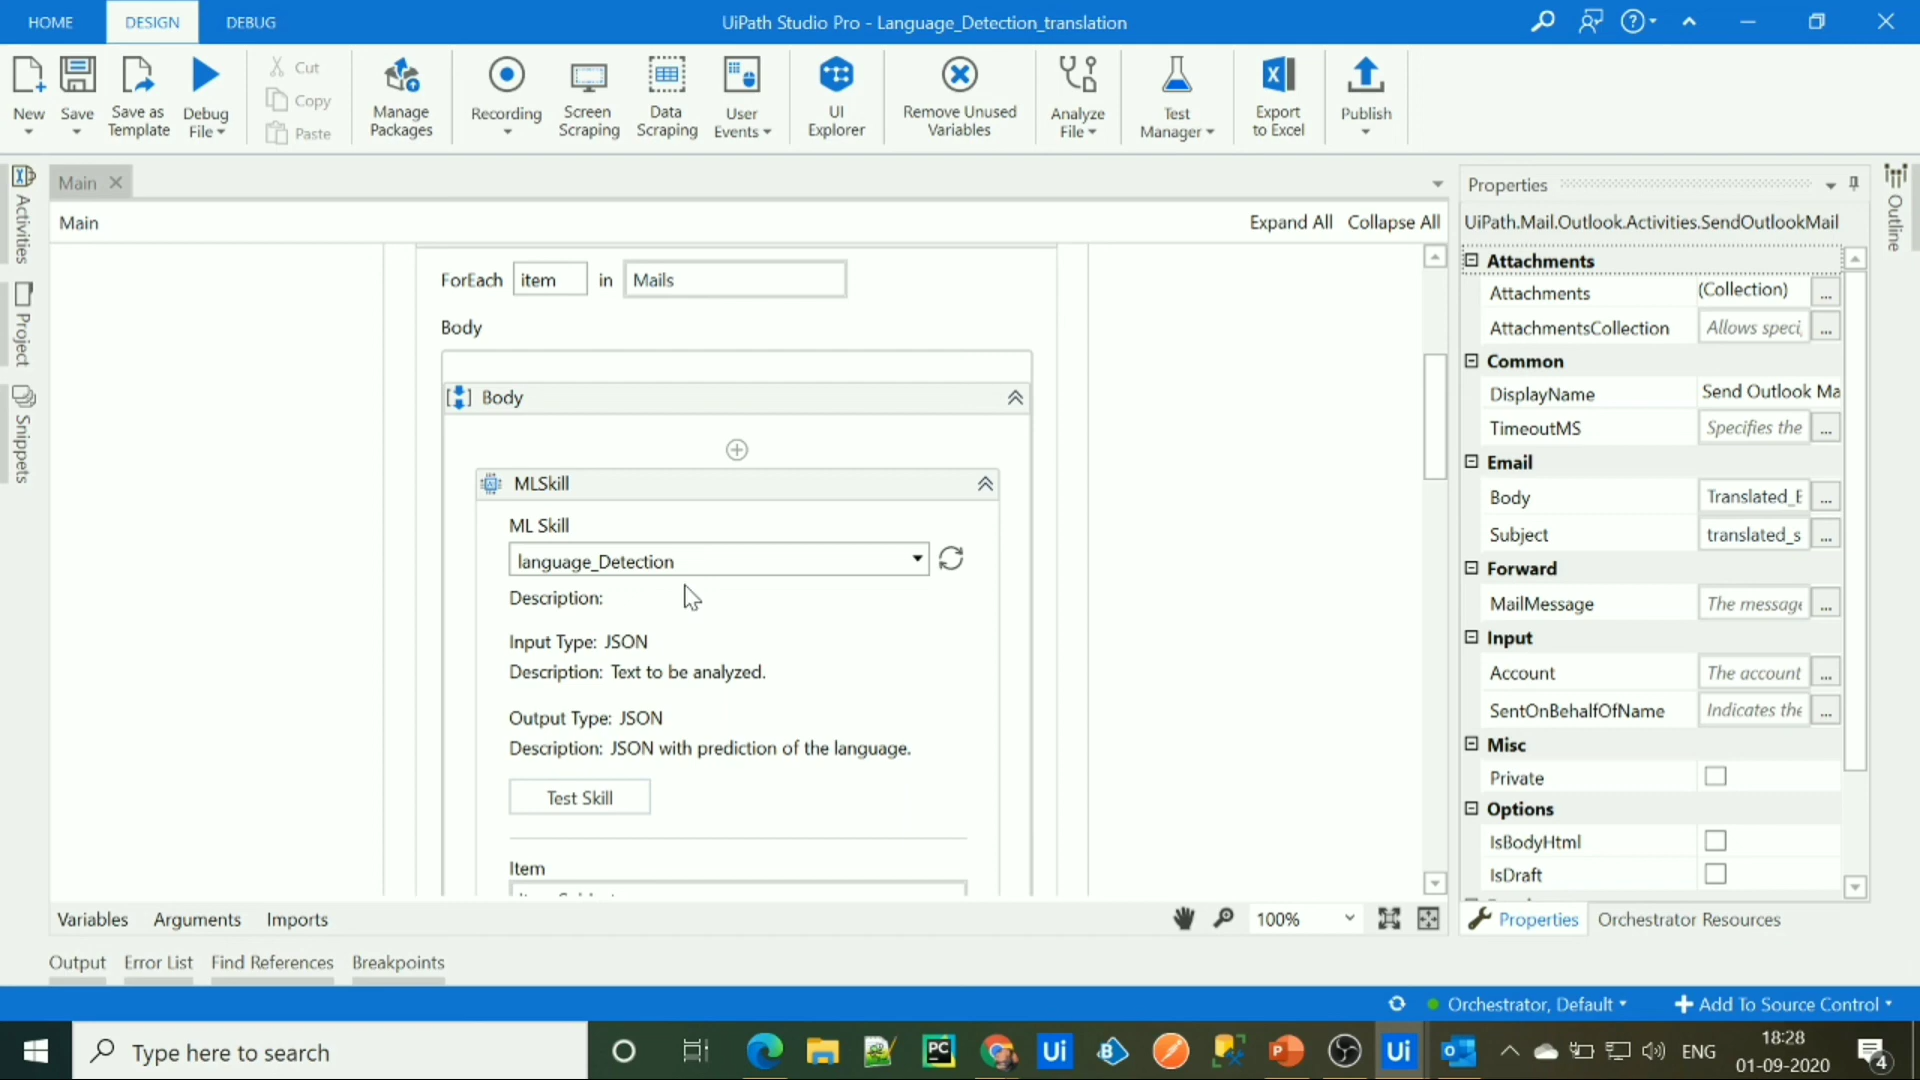 HOME
DESIGN
DEBUG
UiPath Studio Pro - Language_Detection_translation
New
Save
Save as Template
Debug File
Cut
Copy
Paste
Manage Packages
Recording
Screen Scraping
Data Scraping
User Events
UI Explorer
Remove Unused Variables
Analyze File
Test Manager
Export to Excel
Publish
Activities
Project
Snippets
Main
Main
Expand All
Collapse All
ForEach item in Mails
Body
Body
MLSkill
ML Skill
language_Detection
Description:
Input Type: JSON
Description: Text to be analyzed.
Output Type: JSON
Description: JSON with prediction of the language.
Test Skill
Item
Properties
UiPath.Mail.Outlook.Activities.SendOutlookMail
Attachments
Attachments (Collection) ...
AttachmentsCollection Allows speci ...
Common
DisplayName Send Outlook Ma
TimeoutMS Specifies the ...
Email
Body Translated_E ...
Subject translated_s ...
Forward
MailMessage The message ...
Input
Account The account ...
SentOnBehalfOfName Indicates the ...
Misc
Private
Options
IsBodyHtml
IsDraft
Outline
Variables
Arguments
Imports
100%
Properties
Orchestrator Resources
Output
Error List
Find References
Breakpoints
Orchestrator, Default
Add To Source Control
Type here to search
PC
Ui
Ui
ENG
18:28
01-09-2020
4